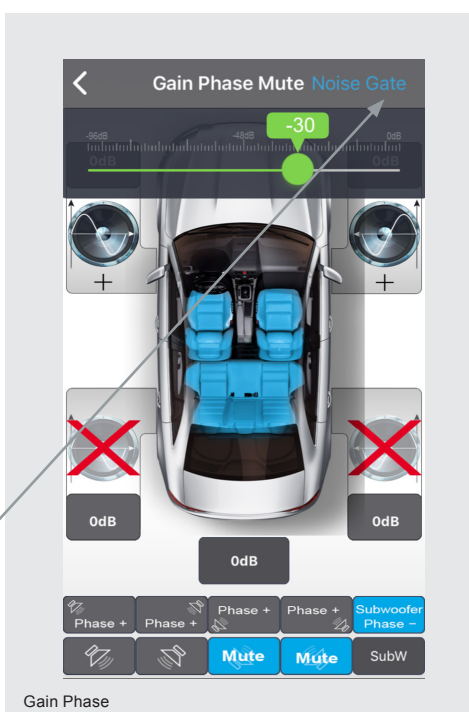 Gain Phase Mute Noise Gate
-30
-96dB -48dB 0dB
0dB 0dB
+ +
0dB 0dB
0dB
Phase + Phase + Phase + Phase + Subwoofer Phase –
Mute Mute SubW
Gain Phase